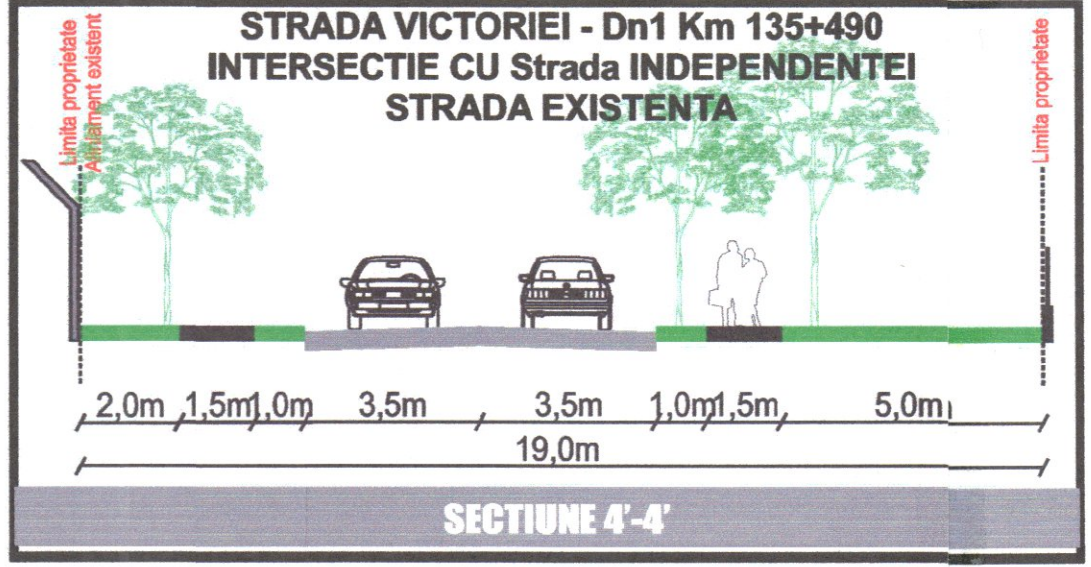 STRADA VICTORIEI - Dn1 Km 135+490
INTERSECTIE CU Strada INDEPENDENTEI
STRADA EXISTENTA
Limita proprietate
Aliniament existent
Limita proprietate
2,0m 1,5m 1,0m 3,5m 3,5m 1,0m 1,5m 5,0m
19,0m
SECTIUNE 4'-4'